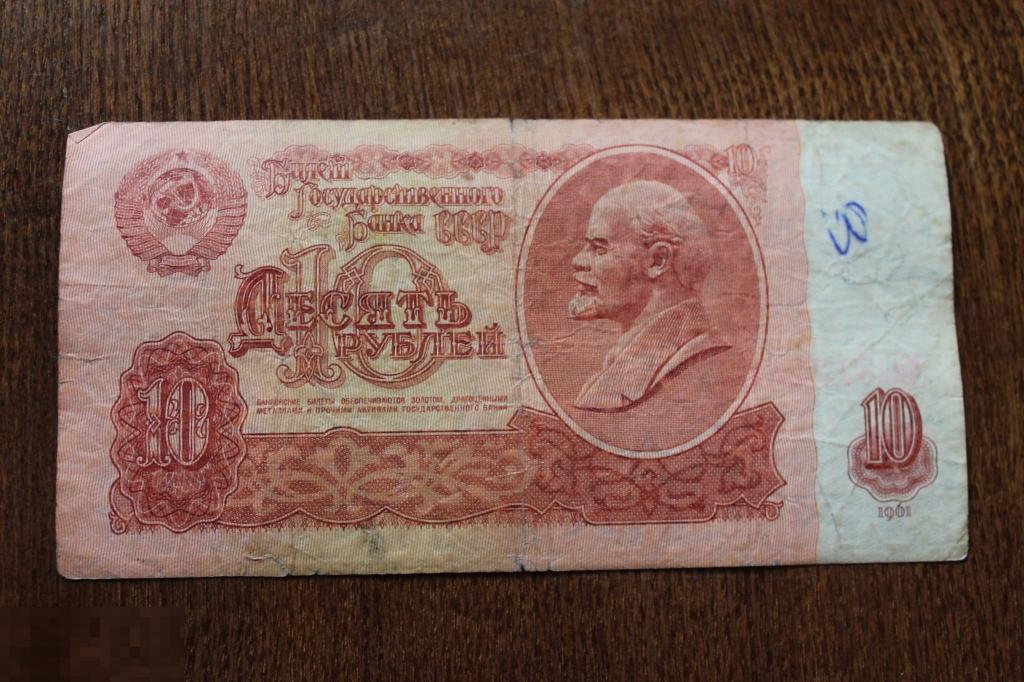 Билет
Государственного
Банка СССР
10
10
Десять
рублей
БАНКОВСКИЕ БИЛЕТЫ ОБЕСПЕЧИВАЮТСЯ ЗОЛОТОМ, ДРАГОЦЕННЫМИ
МЕТАЛЛАМИ И ПРОЧИМИ АКТИВАМИ ГОСУДАРСТВЕННОГО БАНКА
10
10
1961